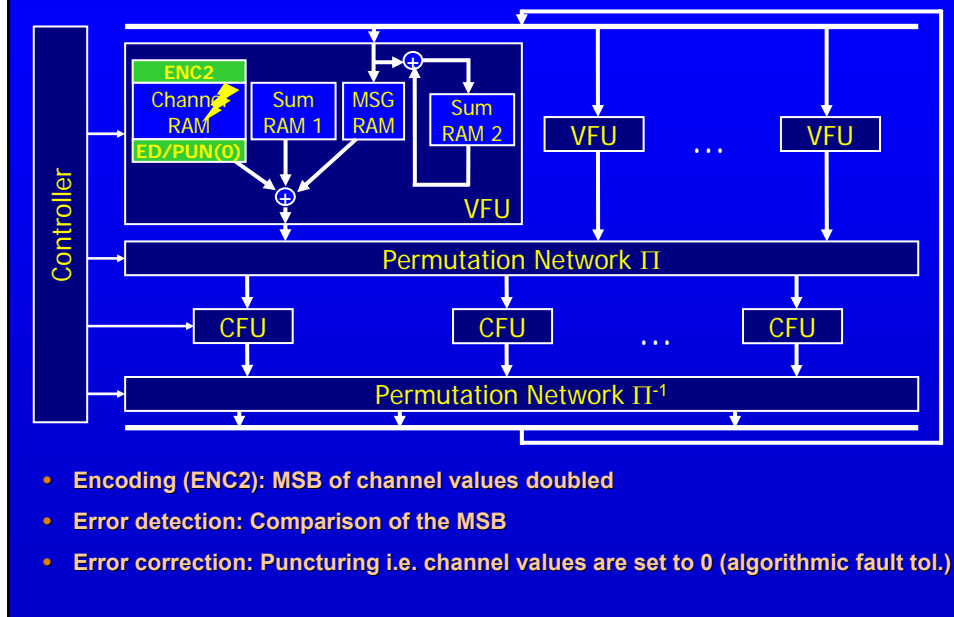 Controller
ENC2
Channel
RAM
ED/PUN(0)
Sum
RAM 1
MSG
RAM
+
Sum
RAM 2
+
VFU
VFU
...
VFU
Permutation Network Π
CFU
CFU
...
CFU
Permutation Network Π-1
• Encoding (ENC2): MSB of channel values doubled
• Error detection: Comparison of the MSB
• Error correction: Puncturing i.e. channel values are set to 0 (algorithmic fault tol.)